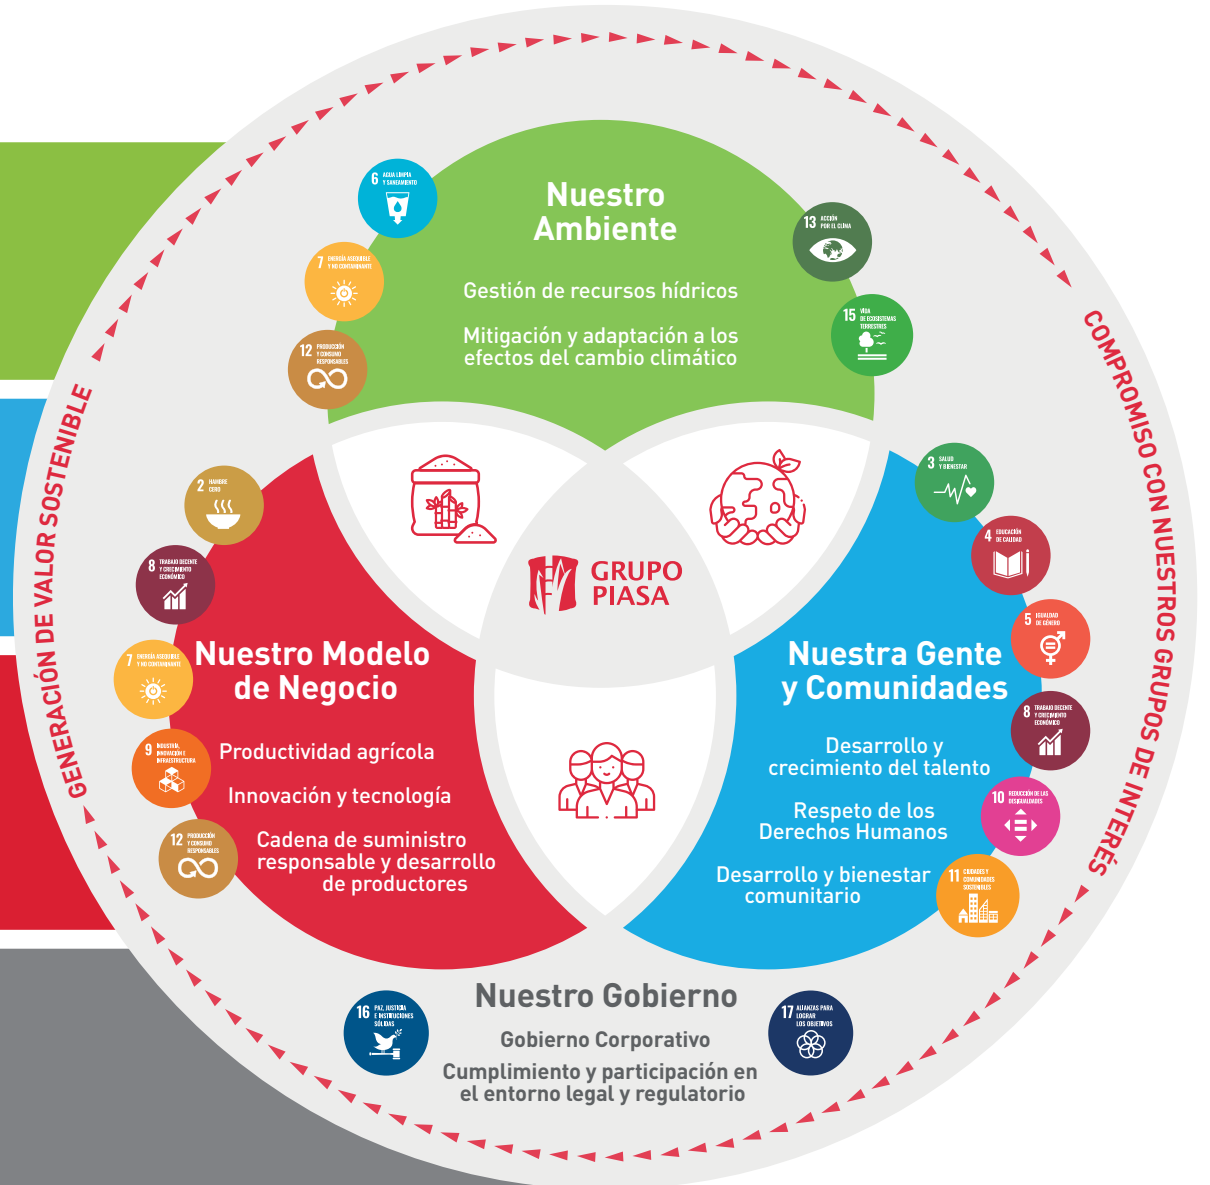 GENERACIÓN DE VALOR SOSTENIBLE
COMPROMISO CON NUESTROS GRUPOS DE INTERÉS
Nuestro
Ambiente
Gestión de recursos hídricos
Mitigación y adaptación a los
efectos del cambio climático
6 AGUA LIMPIA
Y SANEAMIENTO
7 ENERGÍA ASEQUIBLE
Y NO CONTAMINANTE
12 PRODUCCIÓN
Y CONSUMO
RESPONSABLES
13 ACCIÓN
POR EL CLIMA
15 VIDA
DE ECOSISTEMAS
TERRESTRES
GRUPO
PIASA
2 HAMBRE
CERO
8 TRABAJO DECENTE
Y CRECIMIENTO
ECONÓMICO
7 ENERGÍA ASEQUIBLE
Y NO CONTAMINANTE
9 INDUSTRIA,
INNOVACIÓN E
INFRAESTRUCTURA
12 PRODUCCIÓN
Y CONSUMO
RESPONSABLES
Nuestro Modelo
de Negocio
Productividad agrícola
Innovación y tecnología
Cadena de suministro
responsable y desarrollo
de productores
3 SALUD
Y BIENESTAR
4 EDUCACIÓN
DE CALIDAD
5 IGUALDAD
DE GÉNERO
8 TRABAJO DECENTE
Y CRECIMIENTO
ECONÓMICO
10 REDUCCIÓN DE LAS
DESIGUALDADES
11 CIUDADES Y
COMUNIDADES
SOSTENIBLES
Nuestra Gente
y Comunidades
Desarrollo y
crecimiento del talento
Respeto de los
Derechos Humanos
Desarrollo y bienestar
comunitario
Nuestro Gobierno
Gobierno Corporativo
Cumplimiento y participación en
el entorno legal y regulatorio
16 PAZ, JUSTICIA
E INSTITUCIONES
SÓLIDAS
17 ALIANZAS PARA
LOGRAR
LOS OBJETIVOS